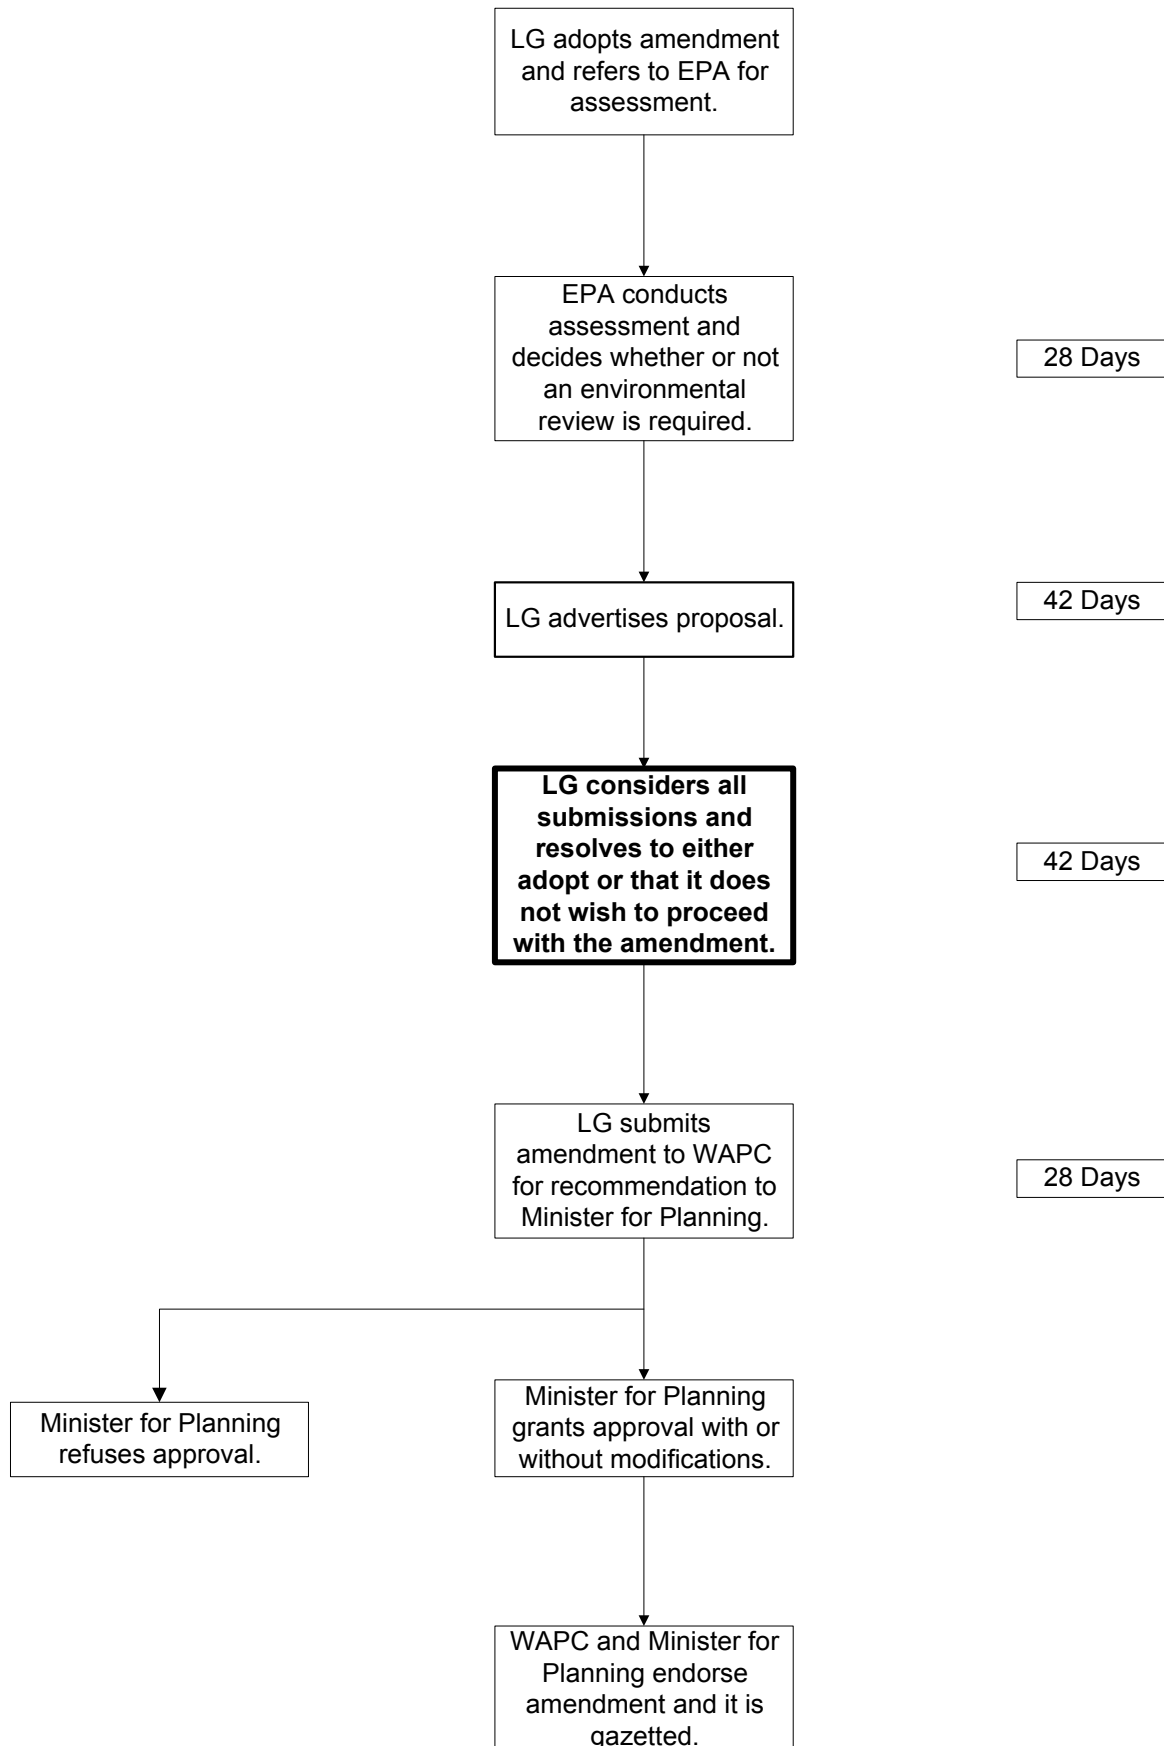 LG adopts amendment
and refers to EPA for
assessment.
EPA conducts
assessment and
decides whether or not
an environmental
review is required.
28 Days
LG advertises proposal.
42 Days
LG considers all
submissions and
resolves to either
adopt or that it does
not wish to proceed
with the amendment.
42 Days
LG submits
amendment to WAPC
for recommendation to
Minister for Planning.
28 Days
Minister for Planning
refuses approval.
Minister for Planning
grants approval with or
without modifications.
WAPC and Minister for
Planning endorse
amendment and it is
gazetted.